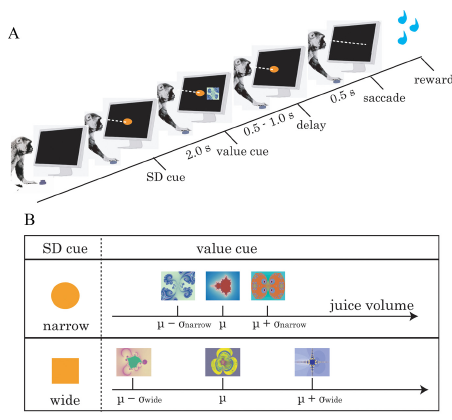 A
reward
0.5 s
saccade
0.5 - 1.0 s
delay
2.0 s
value cue
SD cue
B
SD cue value cue
narrow
μ − σnarrow μ μ + σnarrow
juice volume
wide
μ − σwide μ μ + σwide